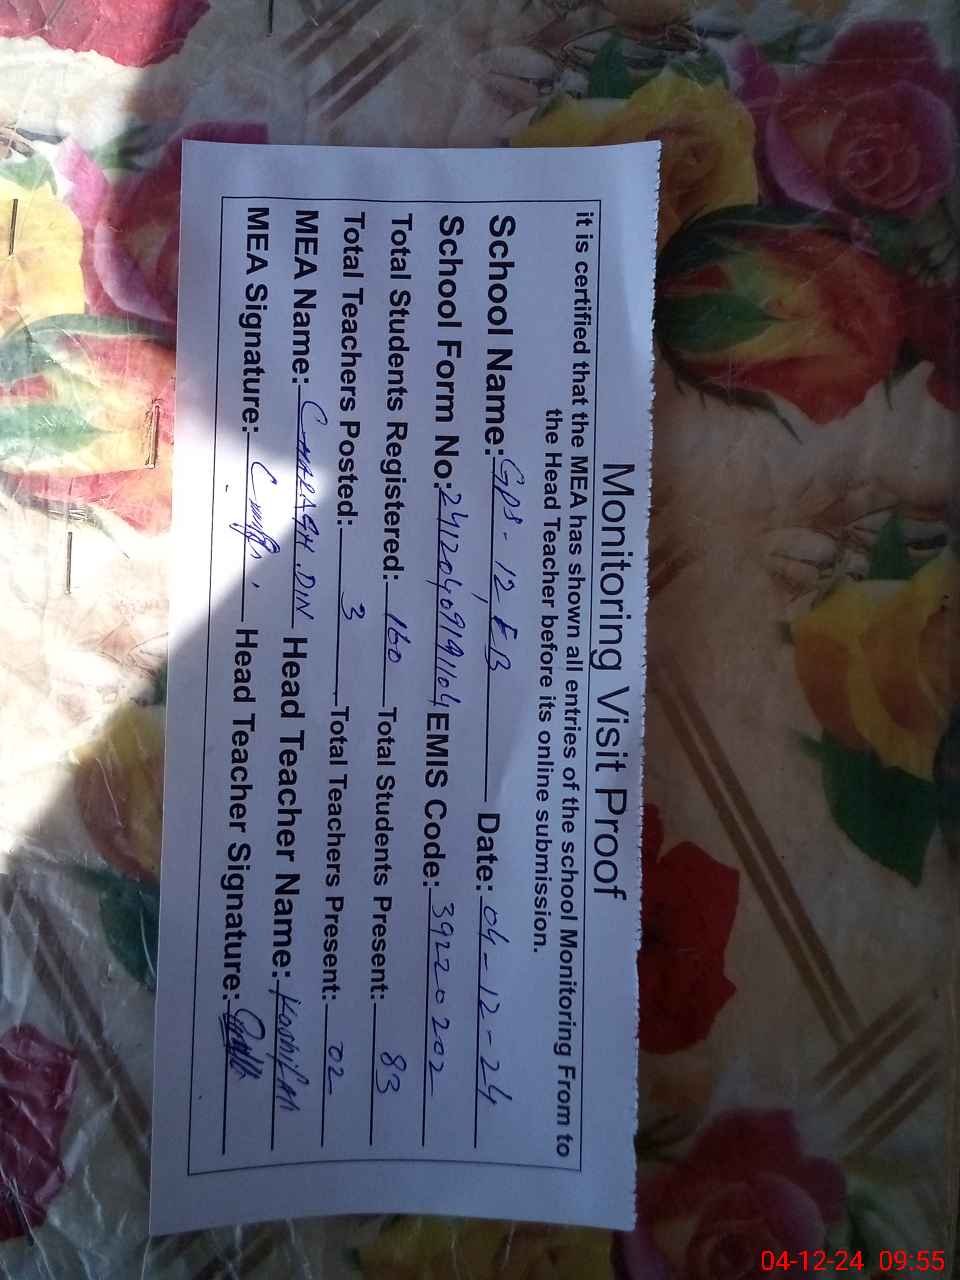 Monitoring Visit Proof
it is certified that the MEA has shown all entries of the school Monitoring From to
the Head Teacher before its online submission.
School Name: GPS - 12, EB Date: 04-12-24
School Form No: 24120409191104 EMIS Code: 39220202
Total Students Registered: 160 Total Students Present: 83
Total Teachers Posted: 3 Total Teachers Present: 02
MEA Name: CHARAGH.DIN Head Teacher Name:
MEA Signature: Head Teacher Signature:
04-12-24 09:55